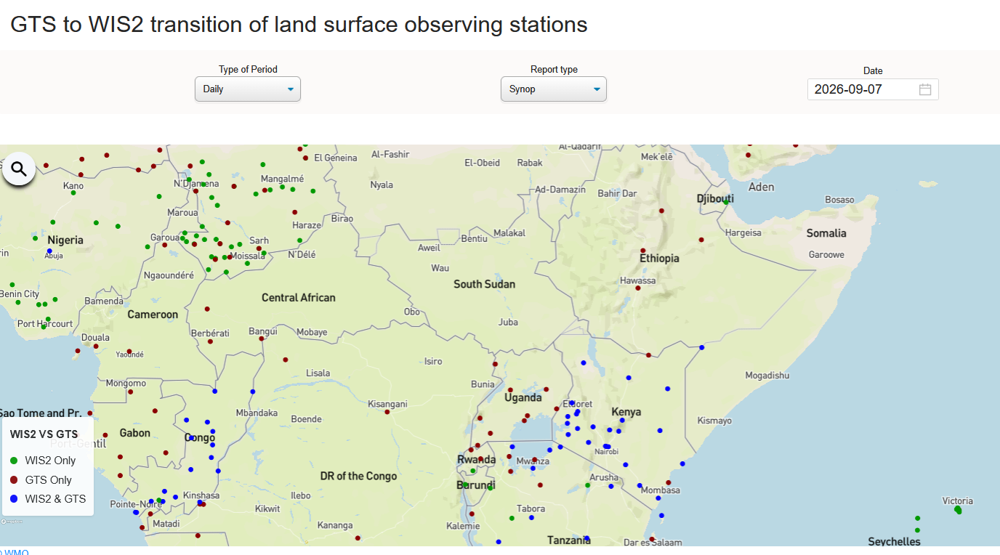 GTS to WIS2 transition of land surface observing stations
Type of Period
Report type
Date
Daily
Synop
2026-09-07
Al-Qadarif
El Geneina
Al-Fashir
El-Obeid
Rabak
Mek'elē
N'Djamena
Mangalmé
Kano
Nyala
Ad-Damazin
Bahir Dar
Aden
Djibouti
Bosaso
Maroua
Birao
Haraze
Nigeria
Garoua
Sarh
Bentiu
Malakal
Hargeisa
Somalia
Abuja
Moissala
N'Délé
Aweil
Ethiopia
Garoowe
Wau
Ngaoundéré
South Sudan
Hawassa
Benin City
Bamenda
Central African
Cameroon
Obo
Port Harcourt
Juba
Douala
Berbérati
Bangui
Mobaye
Yaoundé
Isiro
Lisala
Mogadishu
Mongomo
Bunia
Uganda
Kisangani
Eldoret
Sao Tome and Pr.
Mbandaka
Boende
Kenya
Kismayo
WIS2 VS GTS
Gabon
Congo
Port-Gentil
WIS2 Only
Nairobi
Rwanda
Mwanza
GTS Only
DR of the Congo
Burundi
Arusha
Mombasa
WIS2 & GTS
Pointe-Noire
Kinshasa
Ilebo
Kikwit
Tabora
Victoria
Matadi
Kananga
Kalemie
Tanzania
Dar es Salaam
Seychelles
© WMO